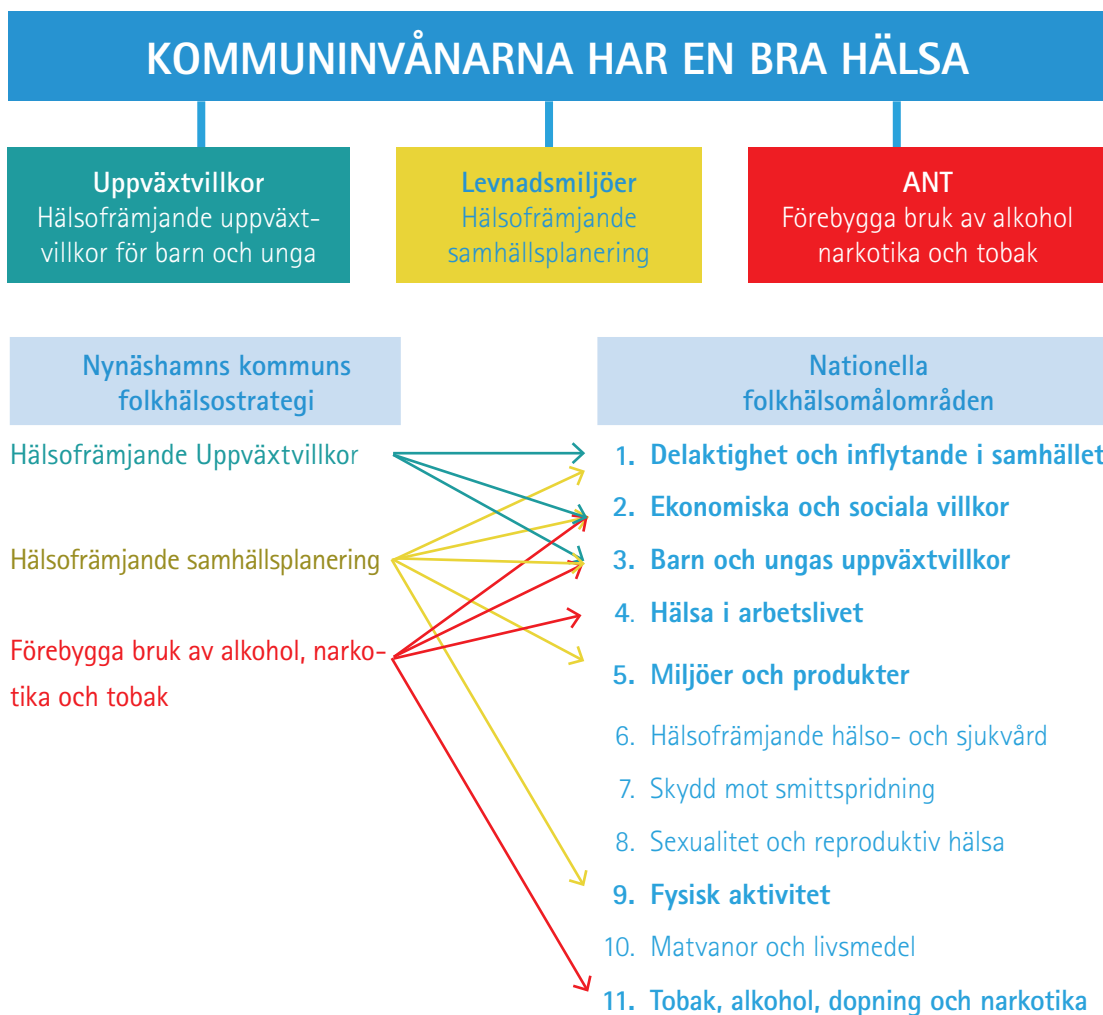 KOMMUNINVÅNARNA HAR EN BRA HÄLSA
Uppväxtvillkor
Hälsofrämjande uppväxt-
villkor för barn och unga
Levnadsmiljöer
Hälsofrämjande
samhällsplanering
ANT
Förebygga bruk av alkohol
narkotika och tobak
Nynäshamns kommuns
folkhälsostrategi
Hälsofrämjande Uppväxtvillkor
Hälsofrämjande samhällsplanering
Förebygga bruk av alkohol, narko-
tika och tobak
Nationella
folkhälsomålområden
1. Delaktighet och inflytande i samhället
2. Ekonomiska och sociala villkor
3. Barn och ungas uppväxtvillkor
4. Hälsa i arbetslivet
5. Miljöer och produkter
6. Hälsofrämjande hälso- och sjukvård
7. Skydd mot smittspridning
8. Sexualitet och reproduktiv hälsa
9. Fysisk aktivitet
10. Matvanor och livsmedel
11. Tobak, alkohol, dopning och narkotika